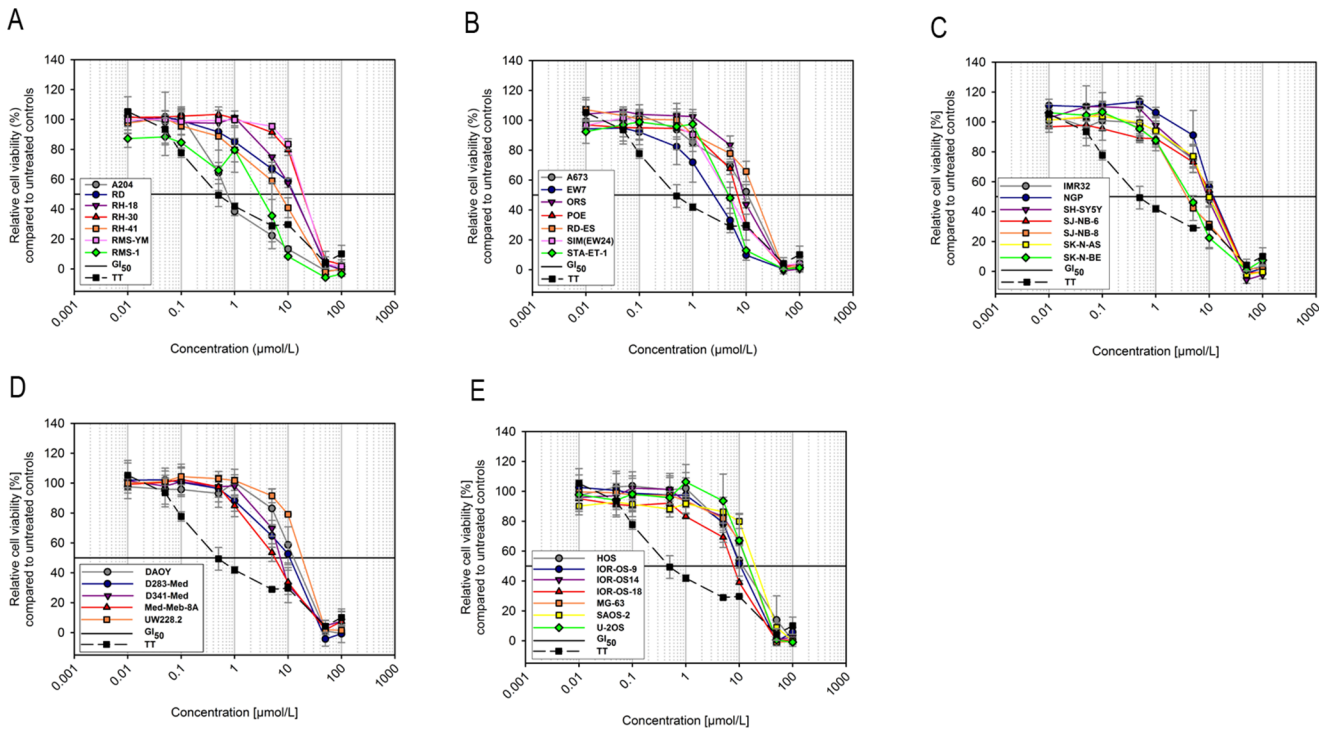 A
Relative cell viability (%)
compared to untreated controls
140
120
100
80
60
40
20
0
A204
RD
RH-18
RH-30
RH-41
RMS-YM
RMS-1
GI50
TT
0.001
0.01
0.1
1
10
100
1000
Concentration (µmol/L)
B
Relative cell viability (%)
compared to untreated controls
140
120
100
80
60
40
20
0
A673
EW7
ORS
POE
RD-ES
SIM(EW24)
STA-ET-1
GI50
TT
0.001
0.01
0.1
1
10
100
1000
Concentration (µmol/L)
C
Relative cell viability [%]
compared to untreated controls
140
120
100
80
60
40
20
0
IMR32
NGP
SH-SY5Y
SJ-NB-6
SJ-NB-8
SK-N-AS
SK-N-BE
GI50
TT
0.001
0.01
0.1
1
10
100
1000
Concentration [µmol/L]
D
Relative cell viability [%]
compared to untreated controls
140
120
100
80
60
40
20
0
DAOY
D283-Med
D341-Med
Med-Meb-8A
UW228.2
GI50
TT
0.001
0.01
0.1
1
10
100
1000
Concentration [µmol/L]
E
Relative cell viability [%]
compared to untreated controls
140
120
100
80
60
40
20
0
HOS
IOR-OS-9
IOR-OS14
IOR-OS-18
MG-63
SAOS-2
U-2OS
GI50
TT
0.001
0.01
0.1
1
10
100
1000
Concentration [µmol/L]